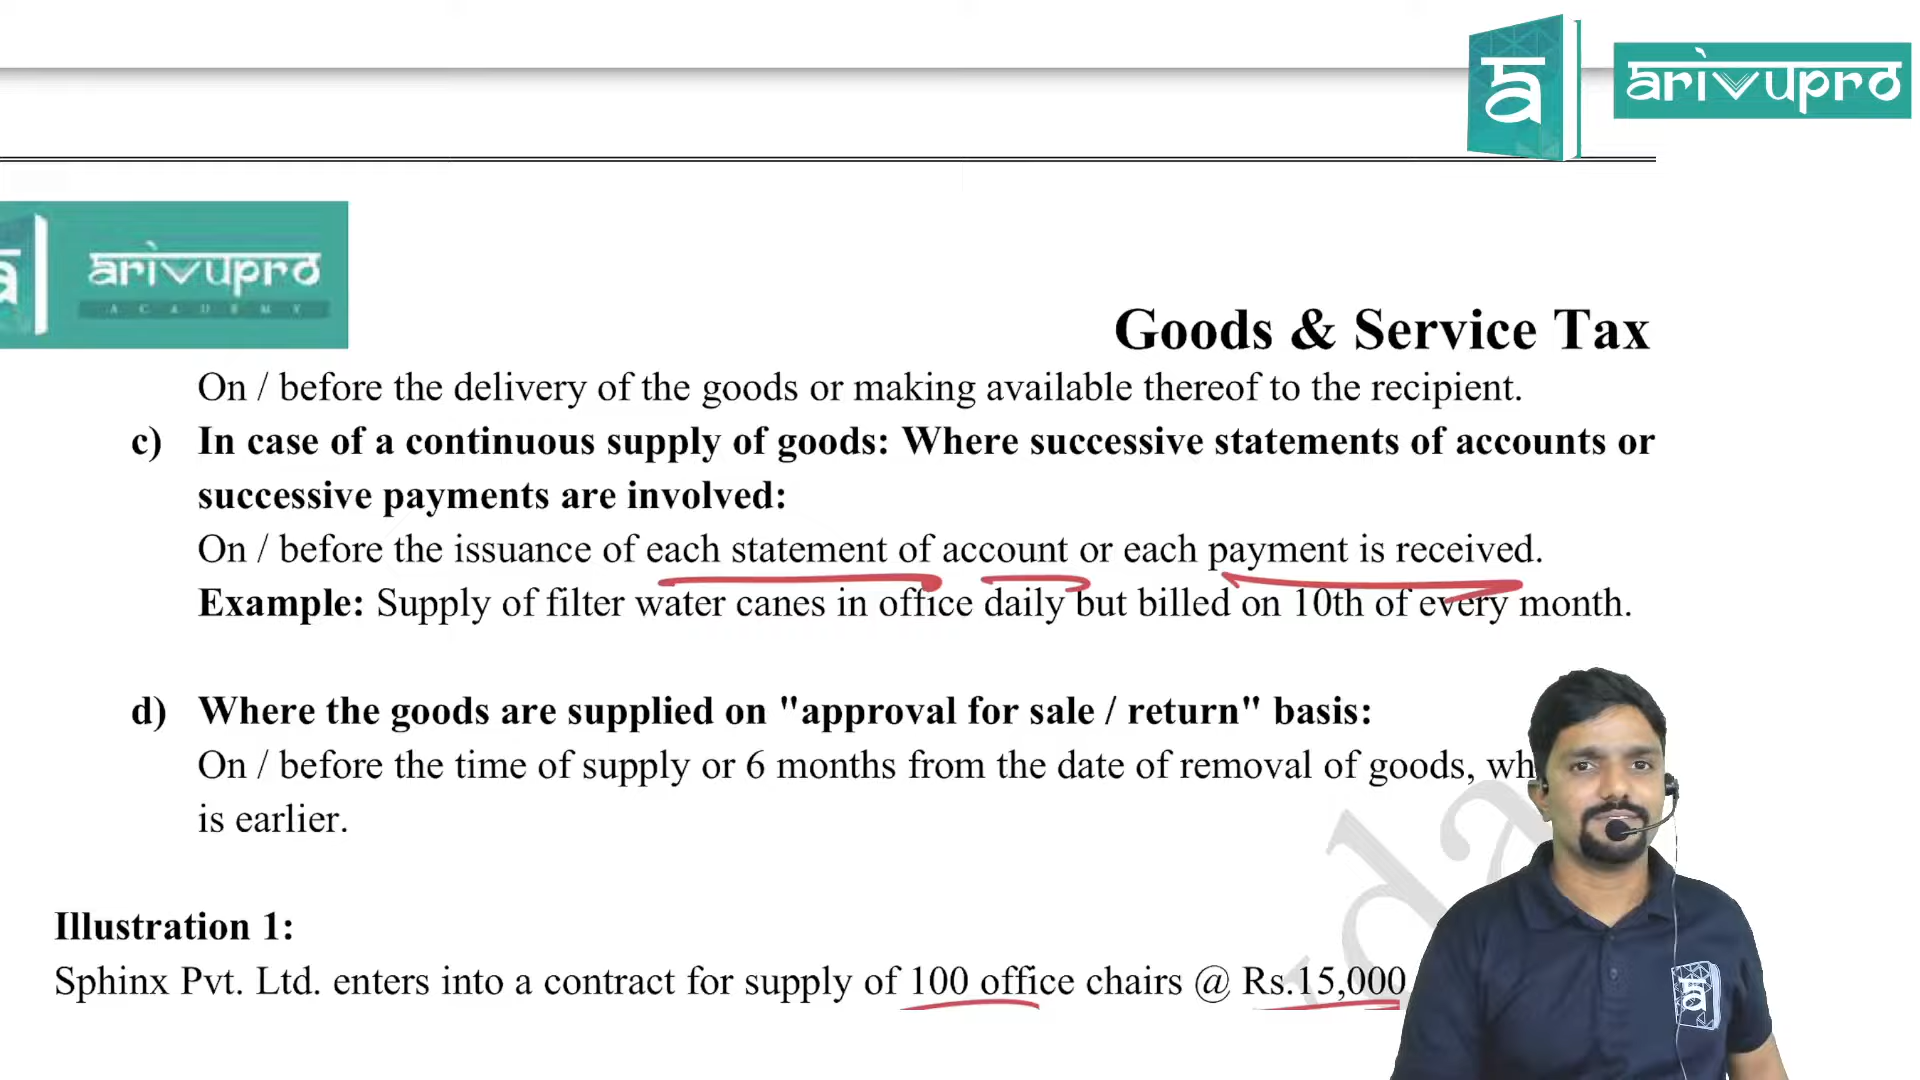 a
arivupro
a arivupro
ACADEMY
Goods & Service Tax
On / before the delivery of the goods or making available thereof to the recipient.
c) In case of a continuous supply of goods: Where successive statements of accounts or
successive payments are involved:
On / before the issuance of each statement of account or each payment is received.
Example: Supply of filter water canes in office daily but billed on 10th of every month.
d) Where the goods are supplied on "approval for sale / return" basis:
On / before the time of supply or 6 months from the date of removal of goods, wh
is earlier.
Illustration 1:
Sphinx Pvt. Ltd. enters into a contract for supply of 100 office chairs @ Rs.15,000
a